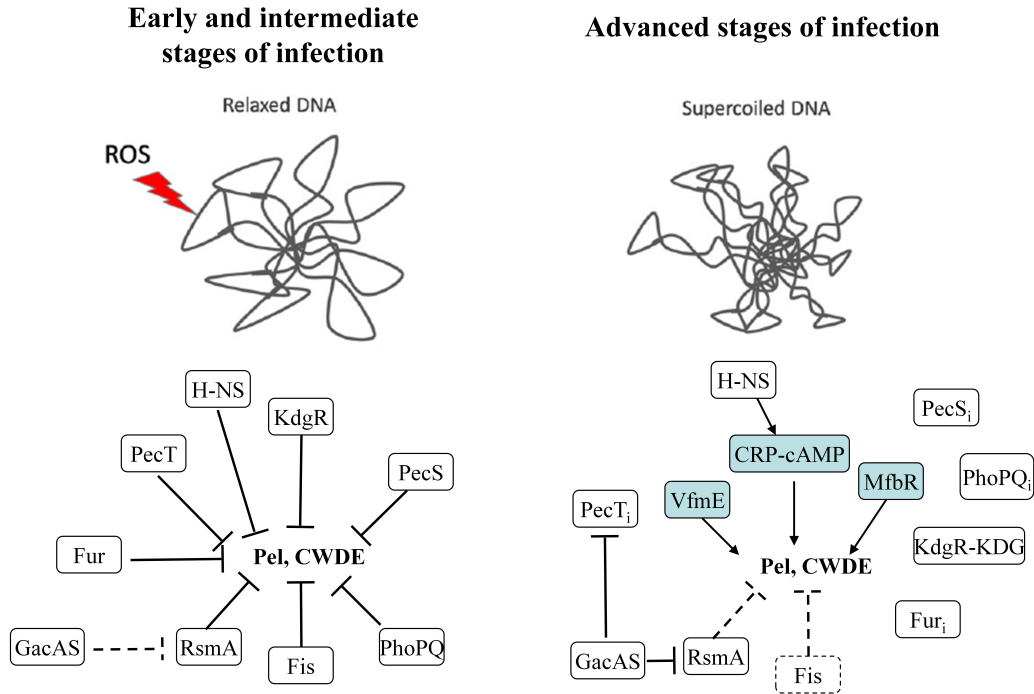 Early and intermediate
stages of infection
Relaxed DNA
ROS
H-NS
KdgR
PecT
PecS
Fur
Pel, CWDE
GacAS
RsmA
Fis
PhoPQ
Advanced stages of infection
Supercoiled DNA
H-NS
PecSi
CRP-cAMP
PhoPQi
MfbR
VfmE
PecTi
KdgR-KDG
Pel, CWDE
Furi
GacAS
RsmA
Fis